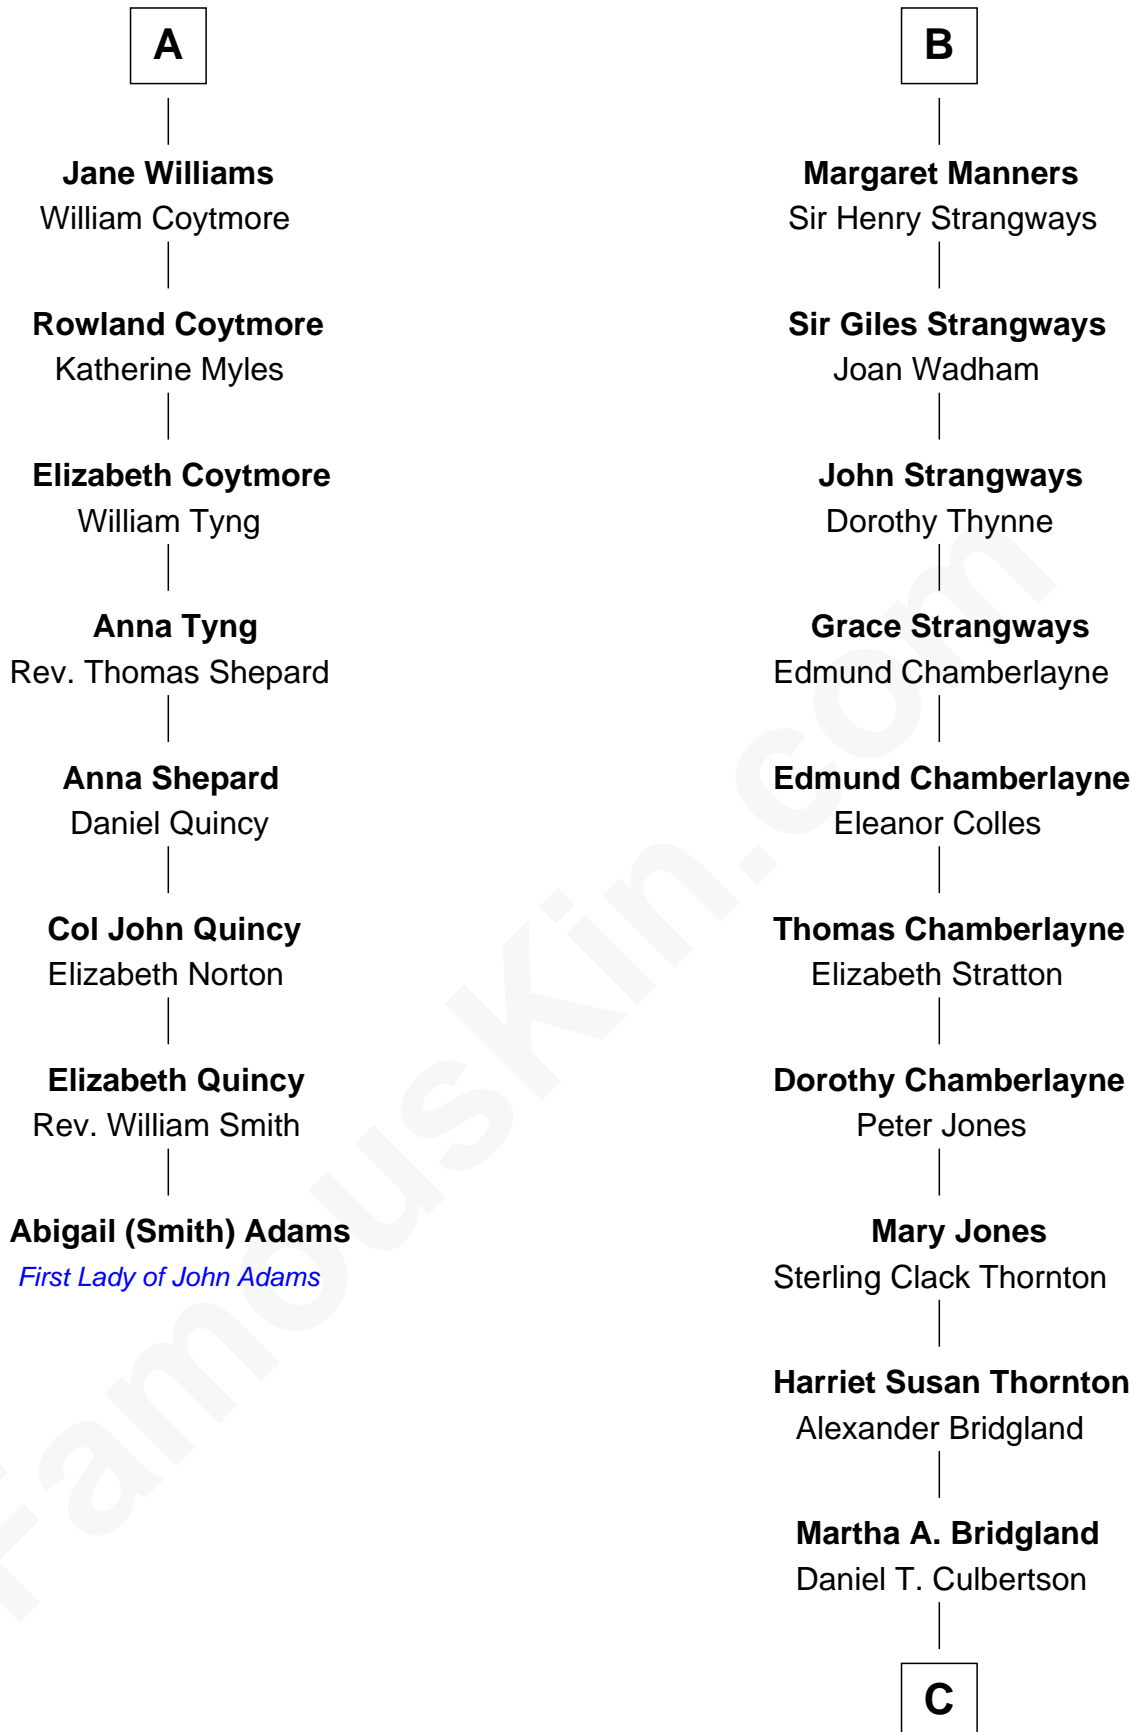 A
Jane Williams
William Coytmore
Rowland Coytmore
Katherine Myles
Elizabeth Coytmore
William Tyng
Anna Tyng
Rev. Thomas Shepard
Anna Shepard
Daniel Quincy
Col John Quincy
Elizabeth Norton
Elizabeth Quincy
Rev. William Smith
Abigail (Smith) Adams
First Lady of John Adams
B
Margaret Manners
Sir Henry Strangways
Sir Giles Strangways
Joan Wadham
John Strangways
Dorothy Thynne
Grace Strangways
Edmund Chamberlayne
Edmund Chamberlayne
Eleanor Colles
Thomas Chamberlayne
Elizabeth Stratton
Dorothy Chamberlayne
Peter Jones
Mary Jones
Sterling Clack Thornton
Harriet Susan Thornton
Alexander Bridgland
Martha A. Bridgland
Daniel T. Culbertson
C
FamousKin.com